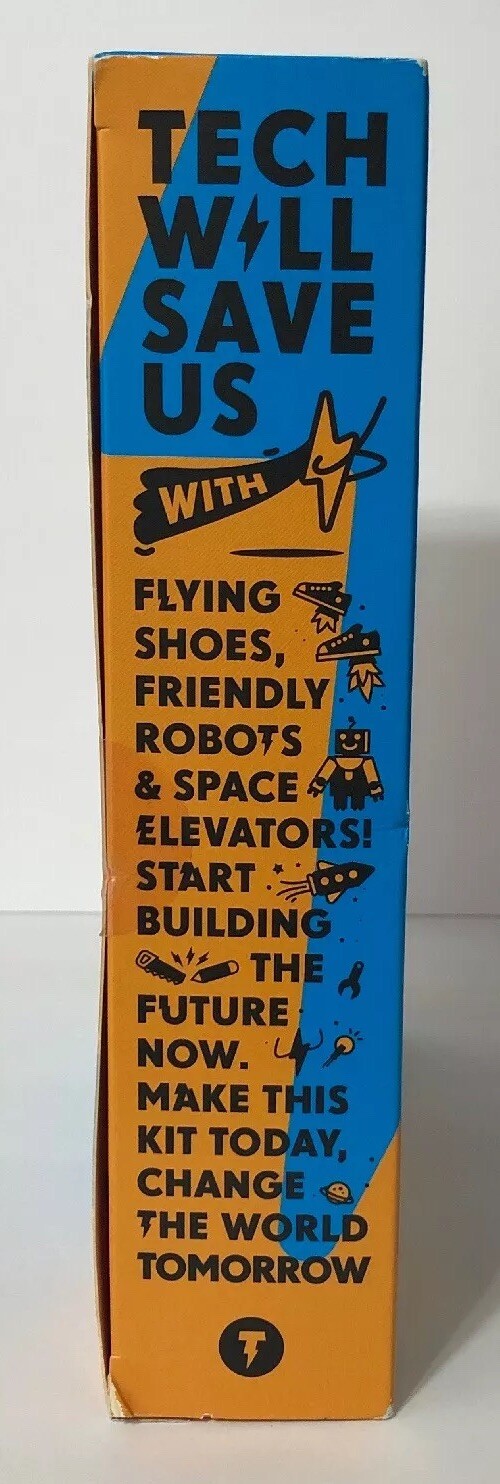 TECH
WILL
SAVE
US
WITH
FLYING
SHOES,
FRIENDLY
ROBOTS
& SPACE
ELEVATORS!
START
BUILDING
THE
FUTURE
NOW.
MAKE THIS
KIT TODAY,
CHANGE
THE WORLD
TOMORROW
T